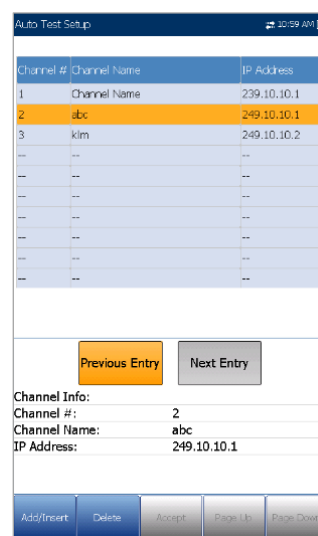 Auto Test Setup 10:59 AM
Channel # Channel Name IP Address
1 Channel Name 239.10.10.1
2 abc 249.10.10.1
3 klm 249.10.10.2
-- -- --
-- -- --
-- -- --
-- -- --
-- -- --
-- -- --
-- -- --
Previous Entry Next Entry
Channel Info:
Channel #: 2
Channel Name: abc
IP Address: 249.10.10.1
Add/Insert Delete Accept Page Up Page Down